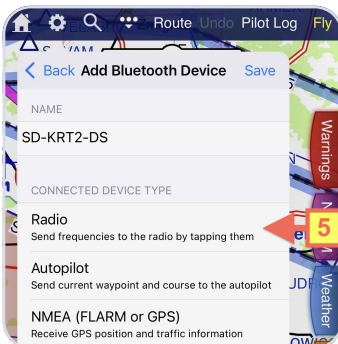 Route Undo Pilot Log Fly
Back Add Bluetooth Device Save
NAME
SD-KRT2-DS
CONNECTED DEVICE TYPE
Radio
Send frequencies to the radio by tapping them
5
Autopilot
Send current waypoint and course to the autopilot
NMEA (FLARM or GPS)
Receive GPS position and traffic information
Warnings
Weather